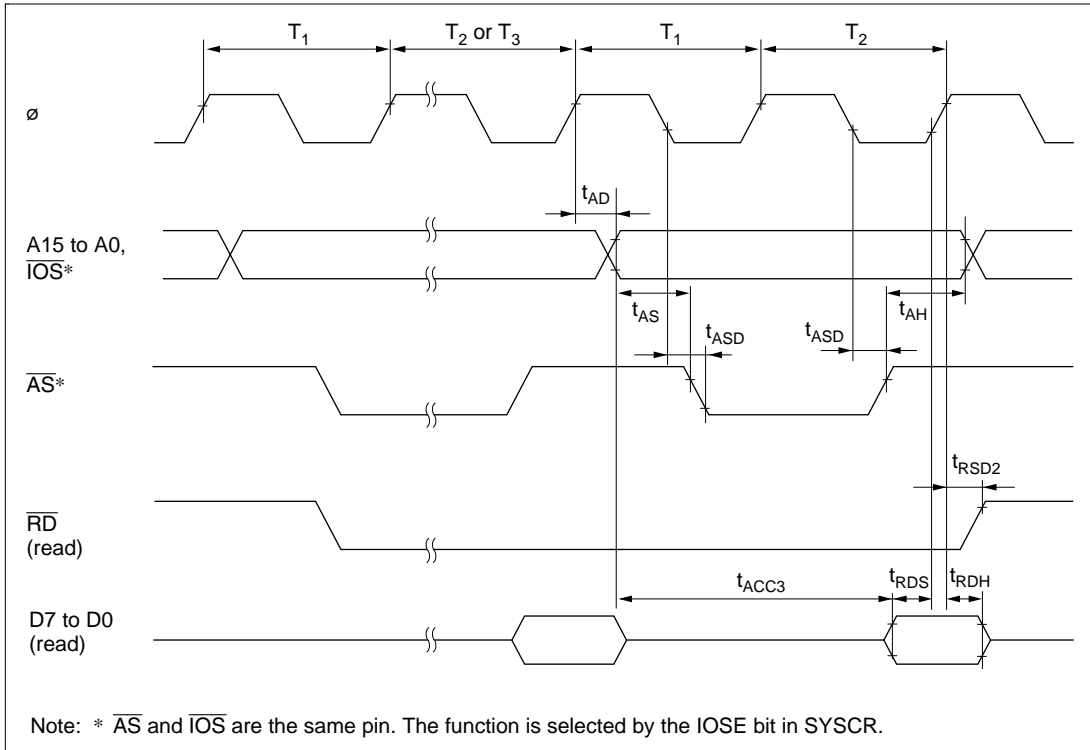 T1 T2 or T3 T1 T2
ø
tAD
A15 to A0,
IOS*
tAS tASD tASD tAH
AS*
tRSD2
RD
(read)
tACC3 tRDS tRDH
D7 to D0
(read)
Note: * AS and IOS are the same pin. The function is selected by the IOSE bit in SYSCR.